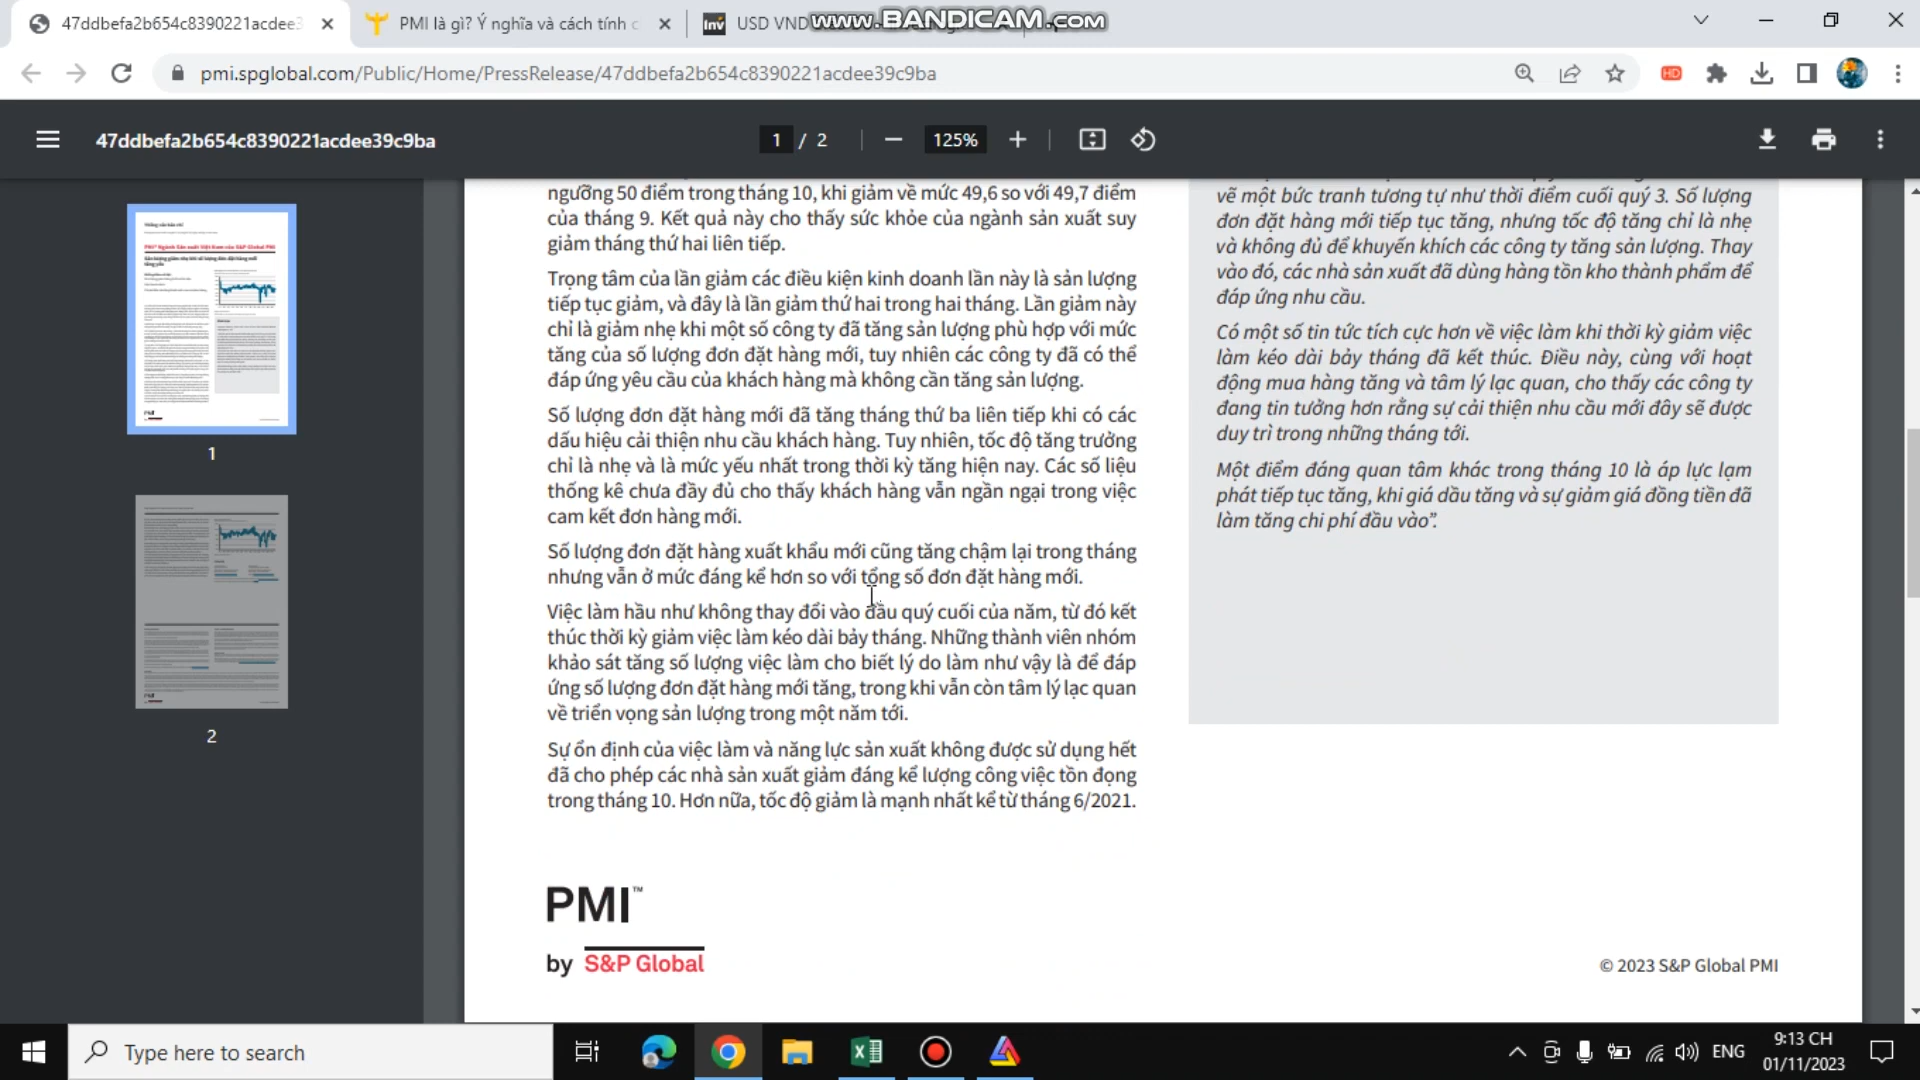 47ddbefa2b654c8390221acdee3
PMI là gì? Ý nghĩa và cách tính c
USD VND
www.BANDICAM.com
pmi.spglobal.com/Public/Home/PressRelease/47ddbefa2b654c8390221acdee39c9ba
47ddbefa2b654c8390221acdee39c9ba
1 / 2
125%
ngưỡng 50 điểm trong tháng 10, khi giảm về mức 49,6 so với 49,7 điểm
của tháng 9. Kết quả này cho thấy sức khỏe của ngành sản xuất suy
giảm tháng thứ hai liên tiếp.
Trọng tâm của lần giảm các điều kiện kinh doanh lần này là sản lượng
tiếp tục giảm, và đây là lần giảm thứ hai trong hai tháng. Lần giảm này
chỉ là giảm nhẹ khi một số công ty đã tăng sản lượng phù hợp với mức
tăng của số lượng đơn đặt hàng mới, tuy nhiên các công ty đã có thể
đáp ứng yêu cầu của khách hàng mà không cần tăng sản lượng.
Số lượng đơn đặt hàng mới đã tăng tháng thứ ba liên tiếp khi có các
dấu hiệu cải thiện nhu cầu khách hàng. Tuy nhiên, tốc độ tăng trưởng
chỉ là nhẹ và là mức yếu nhất trong thời kỳ tăng hiện nay. Các số liệu
thống kê chưa đầy đủ cho thấy khách hàng vẫn ngần ngại trong việc
cam kết đơn hàng mới.
Số lượng đơn đặt hàng xuất khẩu mới cũng tăng chậm lại trong tháng
nhưng vẫn ở mức đáng kể hơn so với tổng số đơn đặt hàng mới.
Việc làm hầu như không thay đổi vào đầu quý cuối của năm, từ đó kết
thúc thời kỳ giảm việc làm kéo dài bảy tháng. Những thành viên nhóm
khảo sát tăng số lượng việc làm cho biết lý do làm như vậy là để đáp
ứng số lượng đơn đặt hàng mới tăng, trong khi vẫn còn tâm lý lạc quan
về triển vọng sản lượng trong một năm tới.
Sự ổn định của việc làm và năng lực sản xuất không được sử dụng hết
đã cho phép các nhà sản xuất giảm đáng kể lượng công việc tồn đọng
trong tháng 10. Hơn nữa, tốc độ giảm là mạnh nhất kể từ tháng 6/2021.
vẽ một bức tranh tương tự như thời điểm cuối quý 3. Số lượng
đơn đặt hàng mới tiếp tục tăng, nhưng tốc độ tăng chỉ là nhẹ
và không đủ để khuyến khích các công ty tăng sản lượng. Thay
vào đó, các nhà sản xuất đã dùng hàng tồn kho thành phẩm để
đáp ứng nhu cầu.
Có một số tin tức tích cực hơn về việc làm khi thời kỳ giảm việc
làm kéo dài bảy tháng đã kết thúc. Điều này, cùng với hoạt
động mua hàng tăng và tâm lý lạc quan, cho thấy các công ty
đang tin tưởng hơn rằng sự cải thiện nhu cầu mới đây sẽ được
duy trì trong những tháng tới.
Một điểm đáng quan tâm khác trong tháng 10 là áp lực lạm
phát tiếp tục tăng, khi giá dầu tăng và sự giảm giá đồng tiền đã
làm tăng chi phí đầu vào”.
PMI™
by S&P Global
© 2023 S&P Global PMI
1
2
Type here to search
ENG
9:13 CH
01/11/2023